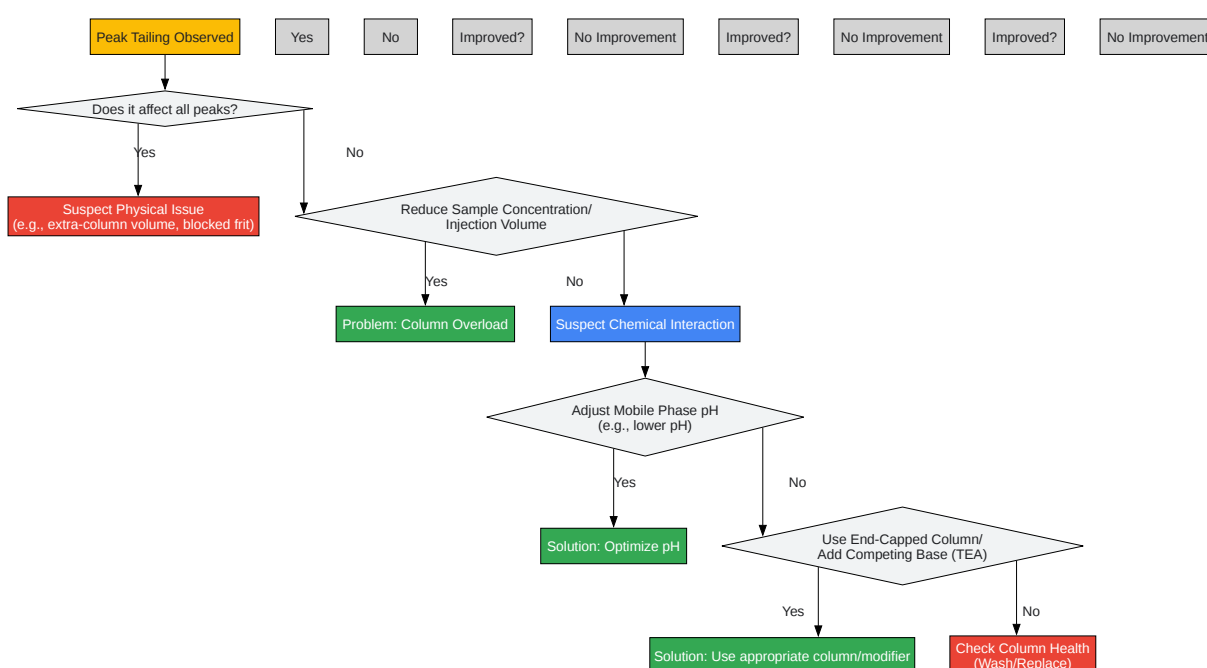 Peak Tailing Observed
Yes
No
Improved?
No Improvement
Improved?
No Improvement
Improved?
No Improvement
Does it affect all peaks?
Yes
No
Suspect Physical Issue
(e.g., extra-column volume, blocked frit)
Reduce Sample Concentration/
Injection Volume
Yes
No
Problem: Column Overload
Suspect Chemical Interaction
Adjust Mobile Phase pH
(e.g., lower pH)
Yes
No
Solution: Optimize pH
Use End-Capped Column/
Add Competing Base (TEA)
Yes
No
Solution: Use appropriate column/modifier
Check Column Health
(Wash/Replace)